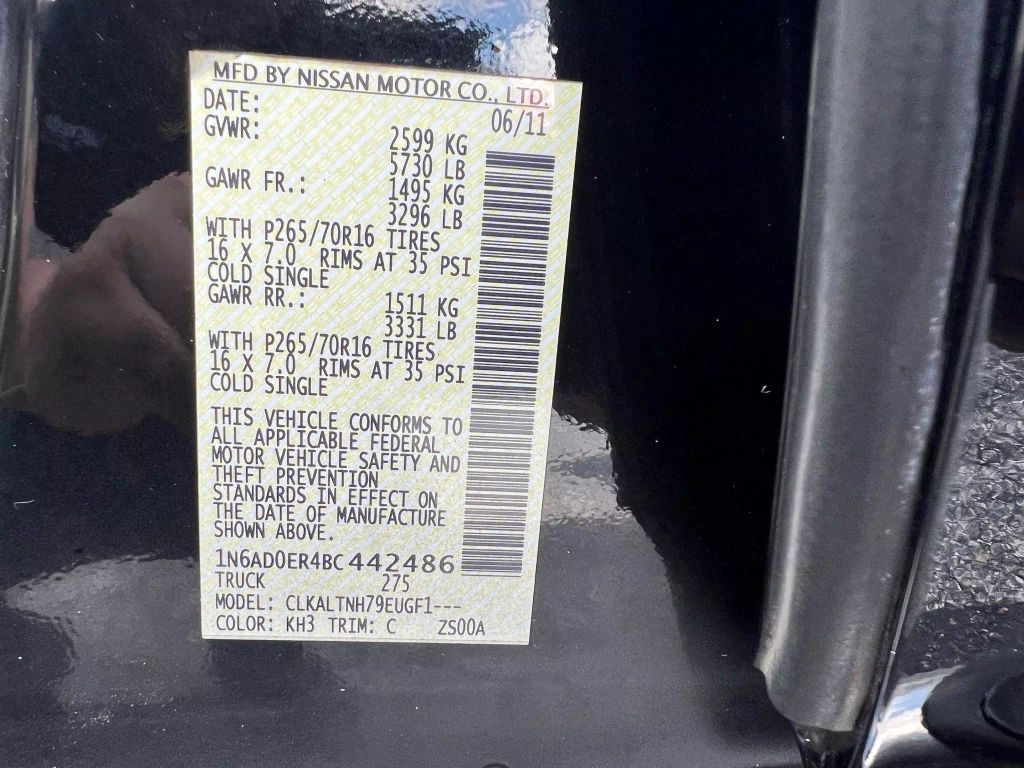 MFD BY NISSAN MOTOR CO., LTD.
DATE: 06/11
GVWR: 2599 KG
5730 LB
GAWR FR.: 1495 KG
3296 LB
WITH P265/70R16 TIRES
16 X 7.0 RIMS AT 35 PSI
COLD SINGLE
GAWR RR.: 1511 KG
3331 LB
WITH P265/70R16 TIRES
16 X 7.0 RIMS AT 35 PSI
COLD SINGLE
THIS VEHICLE CONFORMS TO
ALL APPLICABLE FEDERAL
MOTOR VEHICLE SAFETY AND
THEFT PREVENTION
STANDARDS IN EFFECT ON
THE DATE OF MANUFACTURE
SHOWN ABOVE.
1N6AD0ER4BC442486
TRUCK 275
MODEL: CLKALTNH79EUGF1---
COLOR: KH3 TRIM: C ZS00A